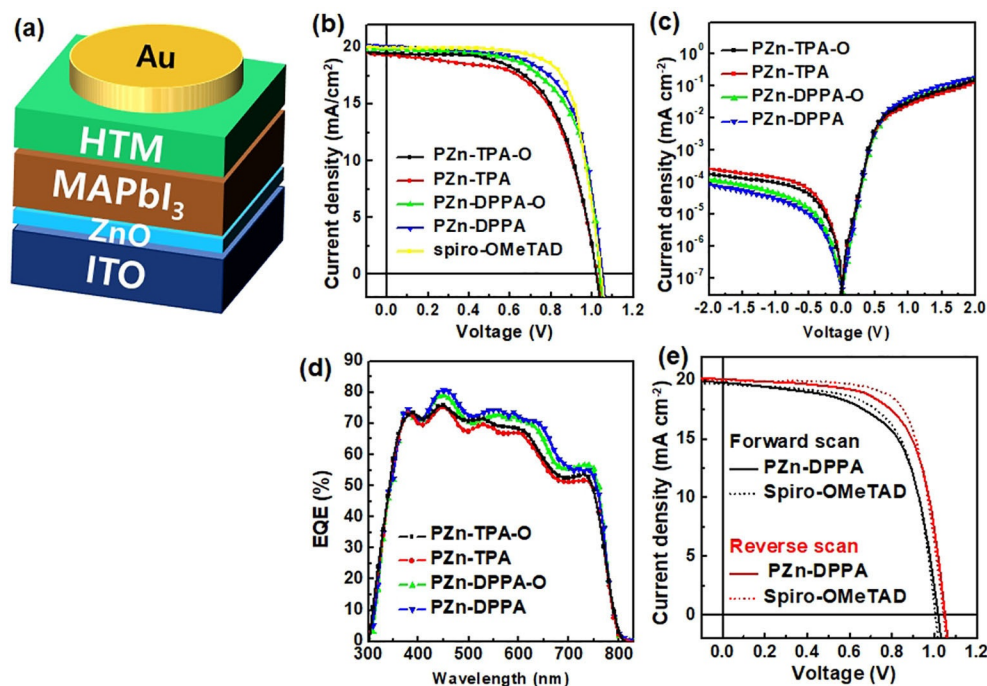 (a)
Au
HTM
MAPbI₃
ZnO
ITO
(b)
Current density (mA/cm²)
25
20
15
10
5
0
PZn-TPA-O
PZn-TPA
PZn-DPPA-O
PZn-DPPA
spiro-OMeTAD
0.0 0.2 0.4 0.6 0.8 1.0 1.2
Voltage (V)
(c)
Current density (mA cm⁻²)
10⁰
10⁻¹
10⁻²
10⁻³
10⁻⁴
10⁻⁵
10⁻⁶
10⁻⁷
PZn-TPA-O
PZn-TPA
PZn-DPPA-O
PZn-DPPA
-2.0 -1.5 -1.0 -0.5 0.0 0.5 1.0 1.5 2.0
Voltage (V)
(d)
EQE (%)
90
80
70
60
50
40
30
20
10
0
PZn-TPA-O
PZn-TPA
PZn-DPPA-O
PZn-DPPA
300 400 500 600 700 800
Wavelength (nm)
(e)
Current density (mA cm⁻²)
20
15
10
5
0
Forward scan
PZn-DPPA
Spiro-OMeTAD
Reverse scan
PZn-DPPA
Spiro-OMeTAD
0.0 0.2 0.4 0.6 0.8 1.0 1.2
Voltage (V)